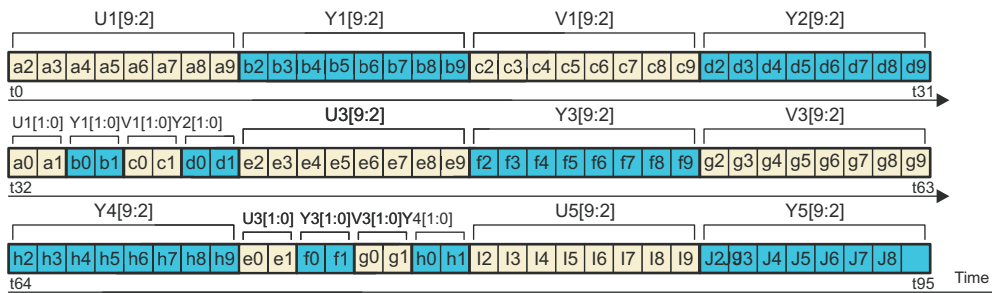 U1[9:2] Y1[9:2] V1[9:2] Y2[9:2]
a2 a3 a4 a5 a6 a7 a8 a9 b2 b3 b4 b5 b6 b7 b8 b9 c2 c3 c4 c5 c6 c7 c8 c9 d2 d3 d4 d5 d6 d7 d8 d9
t0 t31
U1[1:0] Y1[1:0] V1[1:0] Y2[1:0] U3[9:2] Y3[9:2] V3[9:2]
a0 a1 b0 b1 c0 c1 d0 d1 e2 e3 e4 e5 e6 e7 e8 e9 f2 f3 f4 f5 f6 f7 f8 f9 g2 g3 g4 g5 g6 g7 g8 g9
t32 t63
Y4[9:2] U3[1:0] Y3[1:0] V3[1:0] Y4[1:0] U5[9:2] Y5[9:2]
h2 h3 h4 h5 h6 h7 h8 h9 e0 e1 f0 f1 g0 g1 h0 h1 I2 I3 I4 I5 I6 I7 I8 I9 J2 J3 J4 J5 J6 J7 J8
t64 t95 Time